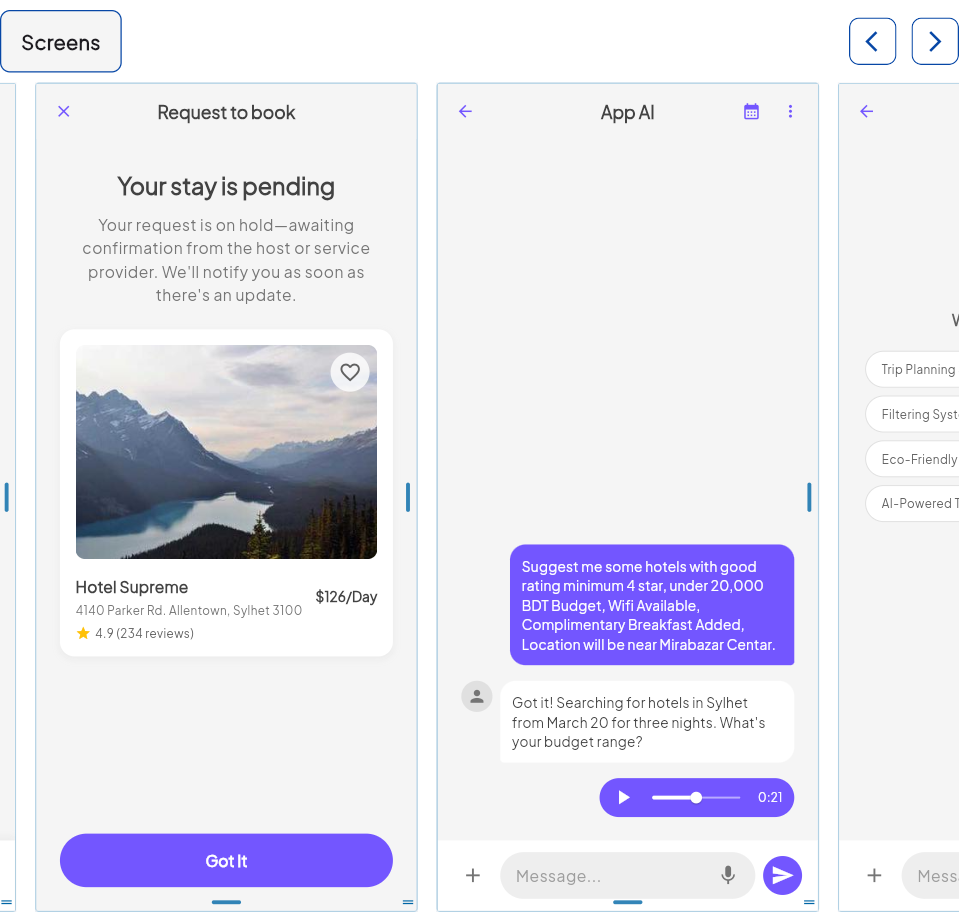 Screens
Request to book
Your stay is pending
Your request is on hold—awaiting
confirmation from the host or service
provider. We'll notify you as soon as
there's an update.
Hotel Supreme
4140 Parker Rd. Allentown, Sylhet 3100
$126/Day
4.9 (234 reviews)
Got It
App AI
Suggest me some hotels with good
rating minimum 4 star, under 20,000
BDT Budget, Wifi Available,
Complimentary Breakfast Added,
Location will be near Mirabazar Centar.
Got it! Searching for hotels in Sylhet
from March 20 for three nights. What's
your budget range?
0:21
Message...
Trip Planning
Filtering Syst
Eco-Friendly
AI-Powered T
Mess